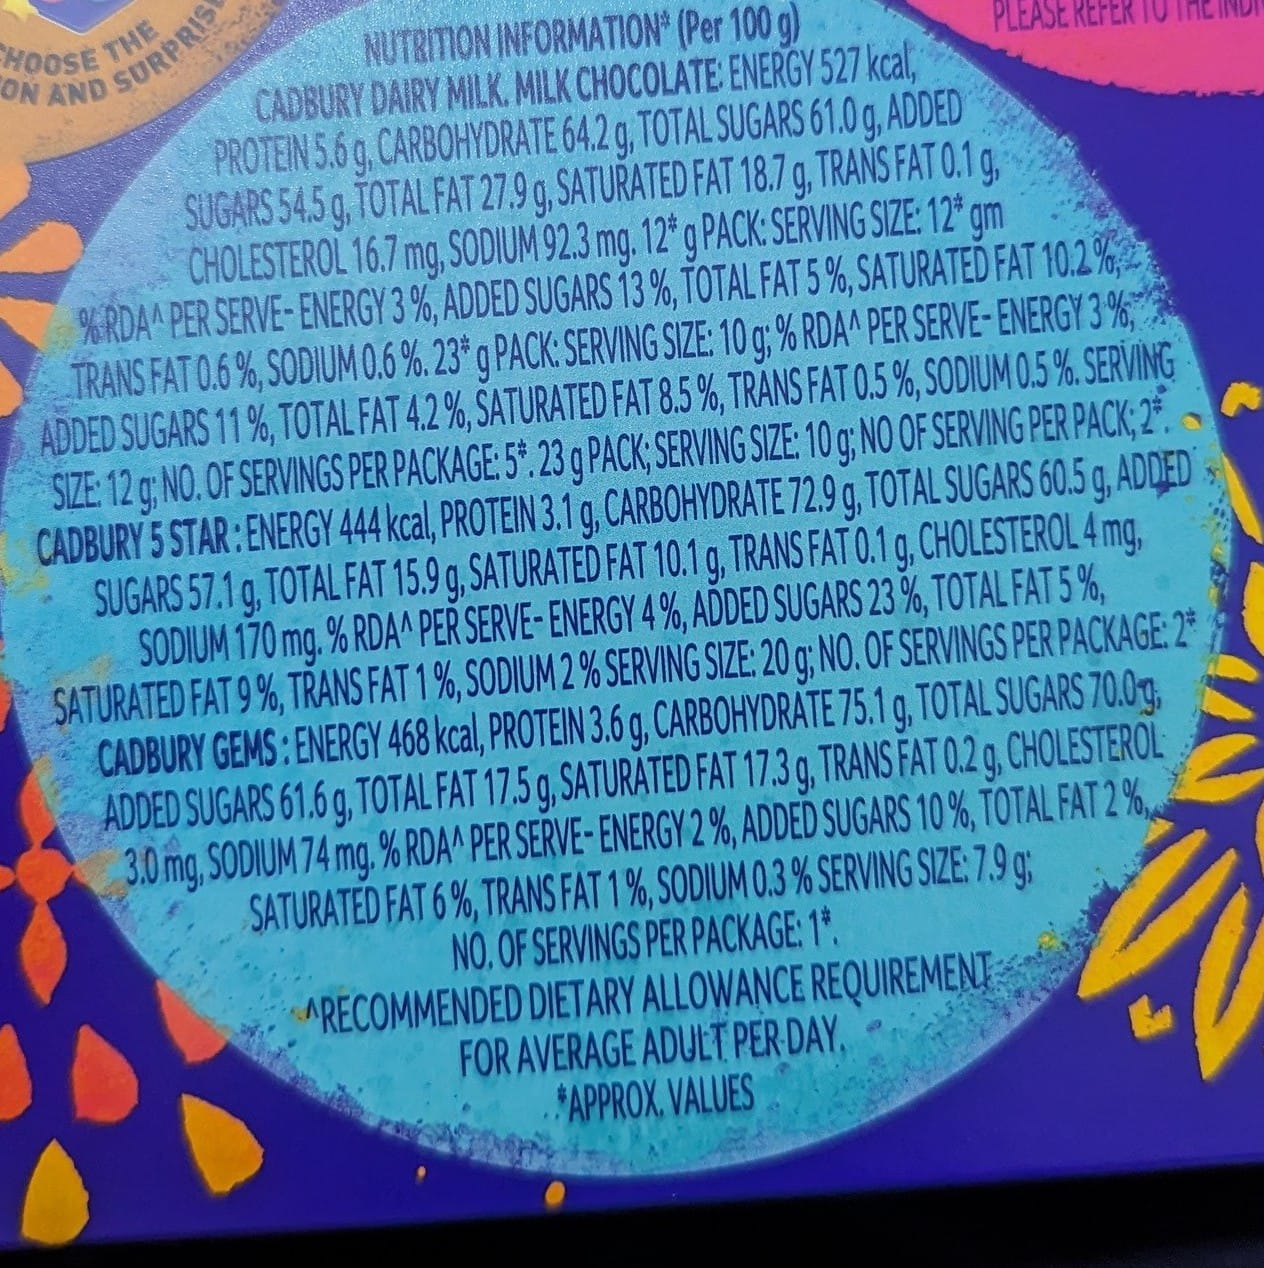 CHOOSE THE
ON AND SURPRIS
PLEASE REFER TO THE INDI
NUTRITION INFORMATION* (Per 100 g)
CADBURY DAIRY MILK. MILK CHOCOLATE: ENERGY 527 kcal,
PROTEIN 5.6 g, CARBOHYDRATE 64.2 g, TOTAL SUGARS 61.0 g, ADDED
SUGARS 54.5 g, TOTAL FAT 27.9 g, SATURATED FAT 18.7 g, TRANS FAT 0.1 g,
CHOLESTEROL 16.7 mg, SODIUM 92.3 mg. 12* g PACK: SERVING SIZE: 12* gm
% RDA^ PER SERVE- ENERGY 3 %, ADDED SUGARS 13 %, TOTAL FAT 5 %, SATURATED FAT 10.2 %,
TRANS FAT 0.6 %, SODIUM 0.6 %. 23* g PACK: SERVING SIZE: 10 g; % RDA^ PER SERVE- ENERGY 3 %,
ADDED SUGARS 11 %, TOTAL FAT 4.2 %, SATURATED FAT 8.5 %, TRANS FAT 0.5 %, SODIUM 0.5 %. SERVING
SIZE: 12 g; NO. OF SERVINGS PER PACKAGE: 5*. 23 g PACK; SERVING SIZE: 10 g; NO OF SERVING PER PACK; 2*.
CADBURY 5 STAR : ENERGY 444 kcal, PROTEIN 3.1 g, CARBOHYDRATE 72.9 g, TOTAL SUGARS 60.5 g, ADDED
SUGARS 57.1 g, TOTAL FAT 15.9 g, SATURATED FAT 10.1 g, TRANS FAT 0.1 g, CHOLESTEROL 4 mg,
SODIUM 170 mg. % RDA^ PER SERVE- ENERGY 4 %, ADDED SUGARS 23 %, TOTAL FAT 5 %,
SATURATED FAT 9 %, TRANS FAT 1 %, SODIUM 2 % SERVING SIZE: 20 g; NO. OF SERVINGS PER PACKAGE: 2*
CADBURY GEMS : ENERGY 468 kcal, PROTEIN 3.6 g, CARBOHYDRATE 75.1 g, TOTAL SUGARS 70.0 g,
ADDED SUGARS 61.6 g, TOTAL FAT 17.5 g, SATURATED FAT 17.3 g, TRANS FAT 0.2 g, CHOLESTEROL
3.0 mg, SODIUM 74 mg. % RDA^ PER SERVE- ENERGY 2 %, ADDED SUGARS 10 %, TOTAL FAT 2 %,
SATURATED FAT 6 %, TRANS FAT 1 %, SODIUM 0.3 % SERVING SIZE: 7.9 g;
NO. OF SERVINGS PER PACKAGE: 1*.
^RECOMMENDED DIETARY ALLOWANCE REQUIREMENT
FOR AVERAGE ADULT PER DAY.
*APPROX. VALUES